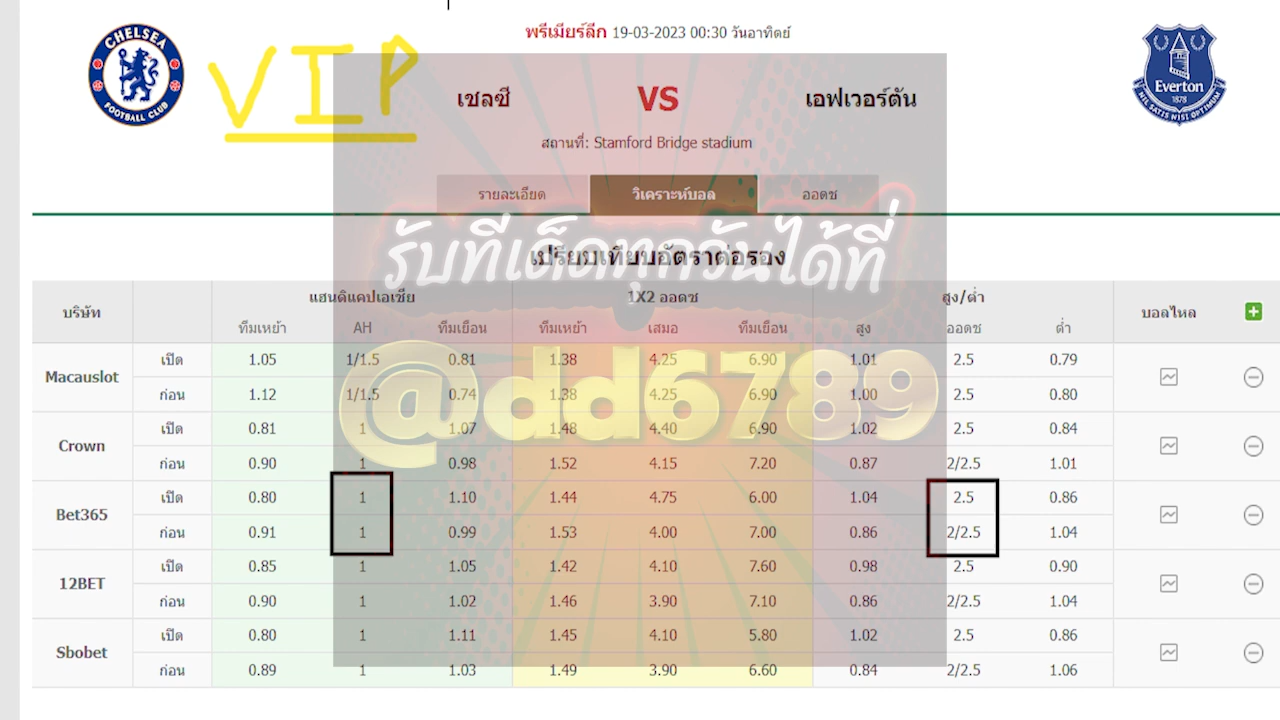 CHELSEA
FOOTBALL CLUB
VIP
พรีเมียร์ลีก 19-03-2023 00:30 วันอาทิตย์
Everton
1878
NIL SATIS NISI OPTIMUM
เชลซี VS เอฟเวอร์ตัน
สถานที่: Stamford Bridge stadium
รายละเอียด วิเคราะห์บอล ออดซ
รับทีเด็ดทุกวันได้ที่
เปรียบเทียบอัตราต่อรอง
บริษัท แฮนดิแคปเอเชีย 1X2 ออดซ สูง/ต่ำ บอลไหล
ทีมเหย้า AH ทีมเยือน ทีมเหย้า เสมอ ทีมเยือน สูง ออดซ ต่ำ
@dd6789
Macauslot เปิด 1.05 1/1.5 0.81 1.38 4.25 6.90 1.01 2.5 0.79
ก่อน 1.12 1/1.5 0.74 1.38 4.25 6.90 1.00 2.5 0.80
Crown เปิด 0.81 1 1.07 1.48 4.40 6.90 1.02 2.5 0.84
ก่อน 0.90 1 0.98 1.52 4.15 7.20 0.87 2/2.5 1.01
Bet365 เปิด 0.80 1 1.10 1.44 4.75 6.00 1.04 2.5 0.86
ก่อน 0.91 1 0.99 1.53 4.00 7.00 0.86 2/2.5 1.04
12BET เปิด 0.85 1 1.05 1.42 4.10 7.60 0.98 2.5 0.90
ก่อน 0.90 1 1.02 1.46 3.90 7.10 0.86 2/2.5 1.04
Sbobet เปิด 0.80 1 1.11 1.45 4.10 5.80 1.02 2.5 0.86
ก่อน 0.89 1 1.03 1.49 3.90 6.60 0.84 2/2.5 1.06